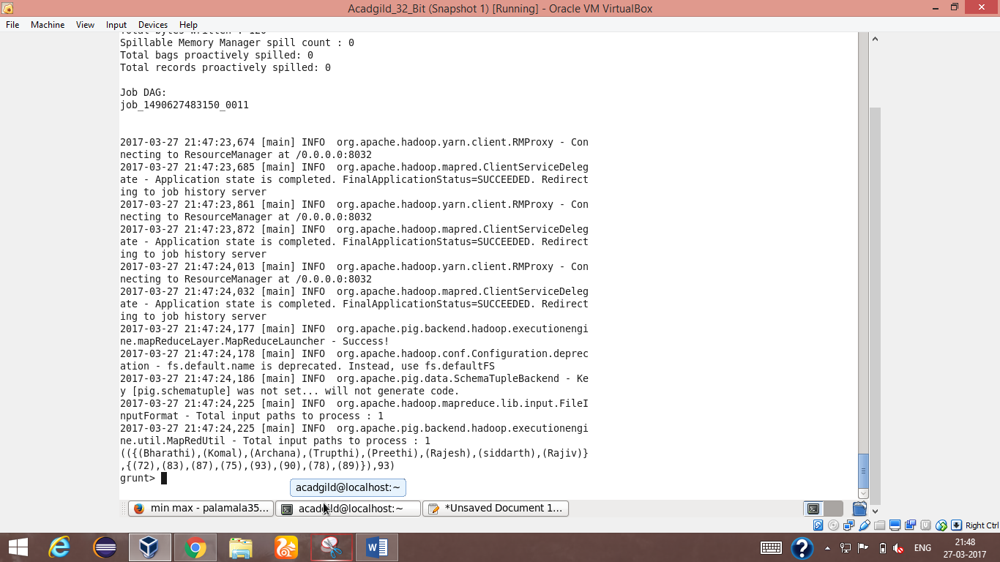 Acadgild_32_Bit (Snapshot 1) [Running] - Oracle VM VirtualBox
File Machine View Input Devices Help
Total bytes written : 120
Spillable Memory Manager spill count : 0
Total bags proactively spilled: 0
Total records proactively spilled: 0
Job DAG:
job_1490627483150_0011
2017-03-27 21:47:23,674 [main] INFO  org.apache.hadoop.yarn.client.RMProxy - Con
necting to ResourceManager at /0.0.0.0:8032
2017-03-27 21:47:23,685 [main] INFO  org.apache.hadoop.mapred.ClientServiceDeleg
ate - Application state is completed. FinalApplicationStatus=SUCCEEDED. Redirect
ing to job history server
2017-03-27 21:47:23,861 [main] INFO  org.apache.hadoop.yarn.client.RMProxy - Con
necting to ResourceManager at /0.0.0.0:8032
2017-03-27 21:47:23,872 [main] INFO  org.apache.hadoop.mapred.ClientServiceDeleg
ate - Application state is completed. FinalApplicationStatus=SUCCEEDED. Redirect
ing to job history server
2017-03-27 21:47:24,013 [main] INFO  org.apache.hadoop.yarn.client.RMProxy - Con
necting to ResourceManager at /0.0.0.0:8032
2017-03-27 21:47:24,032 [main] INFO  org.apache.hadoop.mapred.ClientServiceDeleg
ate - Application state is completed. FinalApplicationStatus=SUCCEEDED. Redirect
ing to job history server
2017-03-27 21:47:24,177 [main] INFO  org.apache.pig.backend.hadoop.executionengi
ne.mapReduceLayer.MapReduceLauncher - Success!
2017-03-27 21:47:24,178 [main] INFO  org.apache.hadoop.conf.Configuration.deprec
ation - fs.default.name is deprecated. Instead, use fs.defaultFS
2017-03-27 21:47:24,186 [main] INFO  org.apache.pig.data.SchemaTupleBackend - Ke
y [pig.schematuple] was not set... will not generate code.
2017-03-27 21:47:24,225 [main] INFO  org.apache.hadoop.mapreduce.lib.input.FileI
nputFormat - Total input paths to process : 1
2017-03-27 21:47:24,225 [main] INFO  org.apache.pig.backend.hadoop.executionengi
ne.util.MapRedUtil - Total input paths to process : 1
(({(Bharathi),(Komal),(Archana),(Trupthi),(Preethi),(Rajesh),(siddarth),(Rajiv)}
,{(72),(83),(87),(75),(93),(90),(78),(89)}),93)
grunt>
acadgild@localhost:~
min max - palamala35... acadgild@localhost:~ *Unsaved Document 1...
Right Ctrl
ENG
21:48
27-03-2017